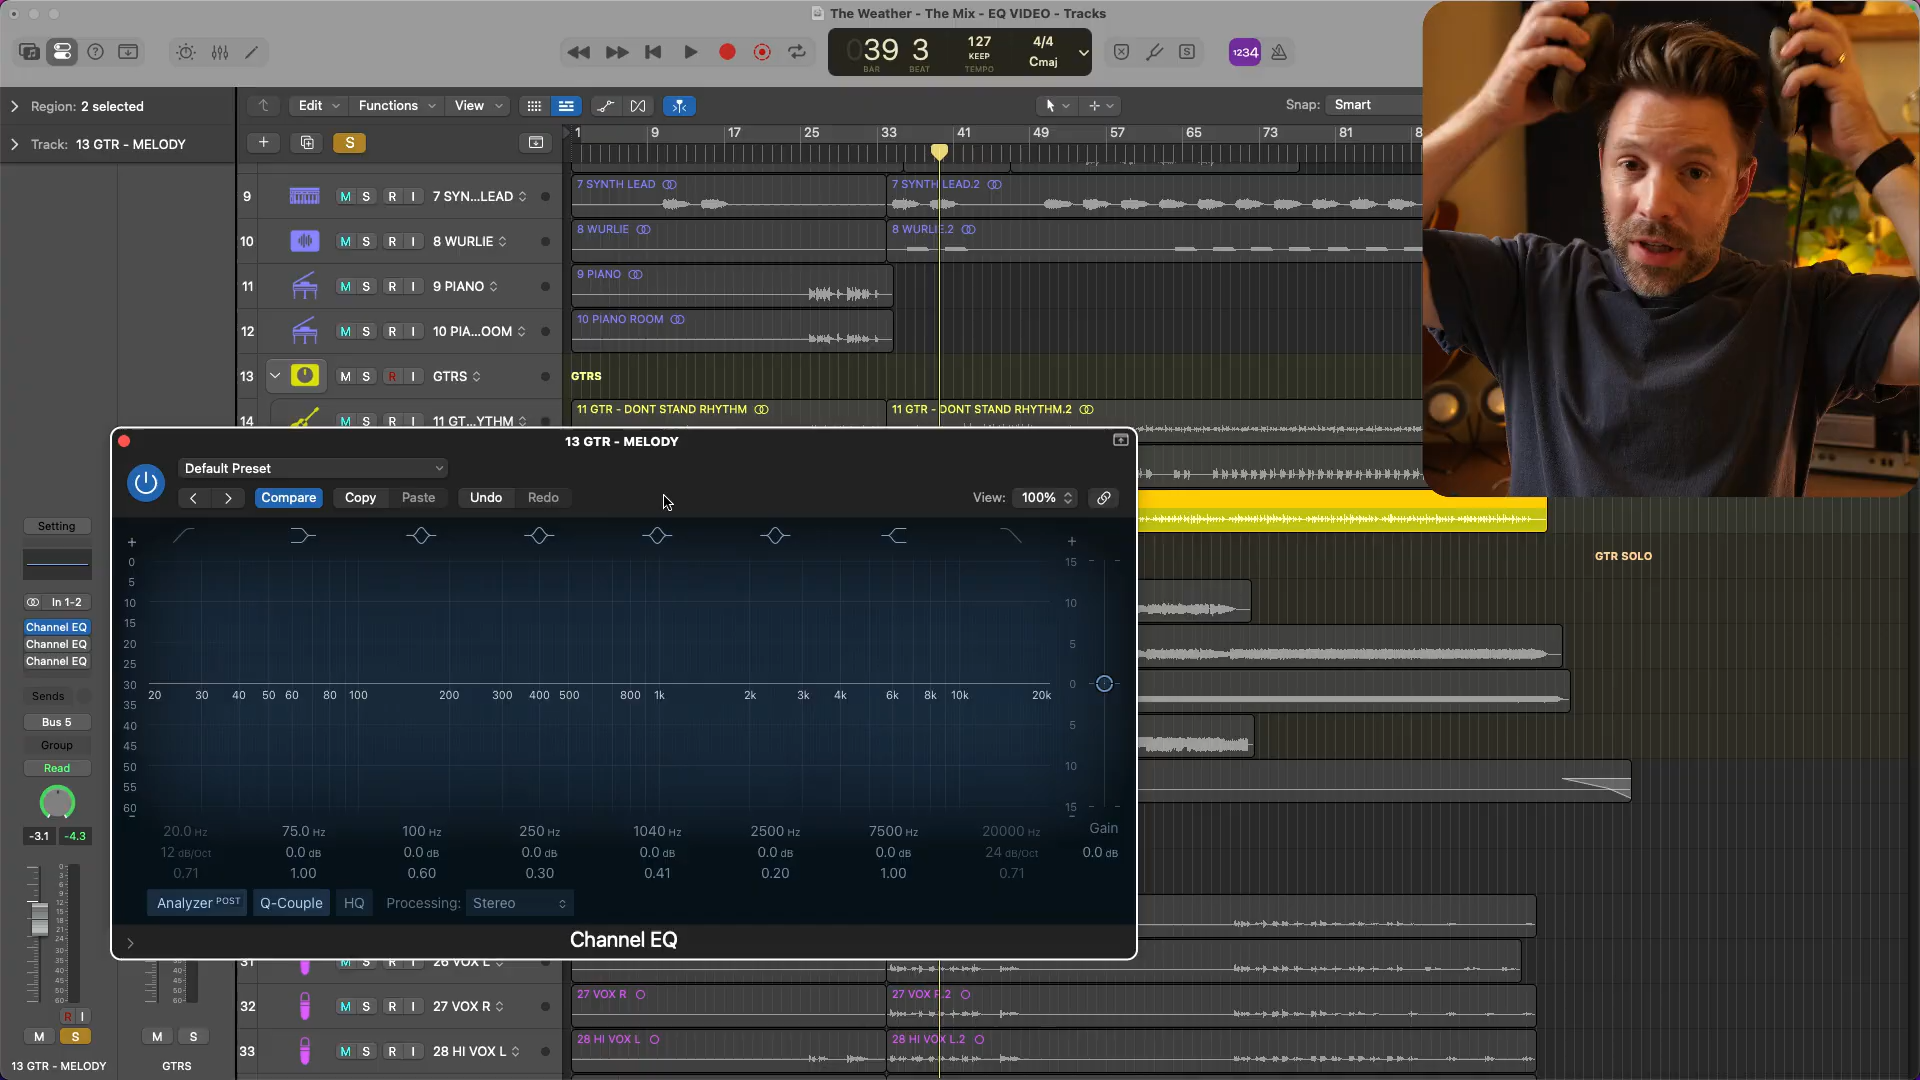 The Weather - The Mix - EQ VIDEO - Tracks
39 3
BAR BEAT
127
KEEP
TEMPO
4/4
Cmaj
1234
Region: 2 selected
Track: 13 GTR - MELODY
Edit Functions View
Snap: Smart
S
1 9 17 25 33 41 49 57 65 73 81
9 M S R I 7 SYN...LEAD
7 SYNTH LEAD
7 SYNTH LEAD.2
10 M S R I 8 WURLIE
8 WURLIE
8 WURLIE.2
11 M S R I 9 PIANO
9 PIANO
12 M S R I 10 PIA...OOM
10 PIANO ROOM
13 M S R I GTRS
GTRS
14 M S R I 11 GT...YTHM
11 GTR - DONT STAND RHYTHM
11 GTR - DONT STAND RHYTHM.2
GTR SOLO
13 GTR - MELODY
Default Preset
Compare Copy Paste Undo Redo
View: 100%
+ +
0 5 10 15 20 25 30 35 40 45 50 55 60
15 10 5 0 5 10 15
20 30 40 50 60 80 100 200 300 400 500 800 1k 2k 3k 4k 6k 8k 10k 20k
20.0 Hz 75.0 Hz 100 Hz 250 Hz 1040 Hz 2500 Hz 7500 Hz 20000 Hz Gain
12 dB/Oct 0.0 dB 0.0 dB 0.0 dB 0.0 dB 0.0 dB 0.0 dB 24 dB/Oct 0.0 dB
0.71 1.00 0.60 0.30 0.41 0.20 1.00 0.71
Analyzer POST Q-Couple HQ Processing: Stereo
Channel EQ
Setting
In 1-2
Channel EQ
Channel EQ
Channel EQ
Sends
Bus 5
Group
Read
-3.1 -4.3
R I
M S
M S
13 GTR - MELODY
GTRS
31 26 VOX L
32 M S R I 27 VOX R
27 VOX R
27 VOX R.2
33 M S R I 28 HI VOX L
28 HI VOX L
28 HI VOX L.2